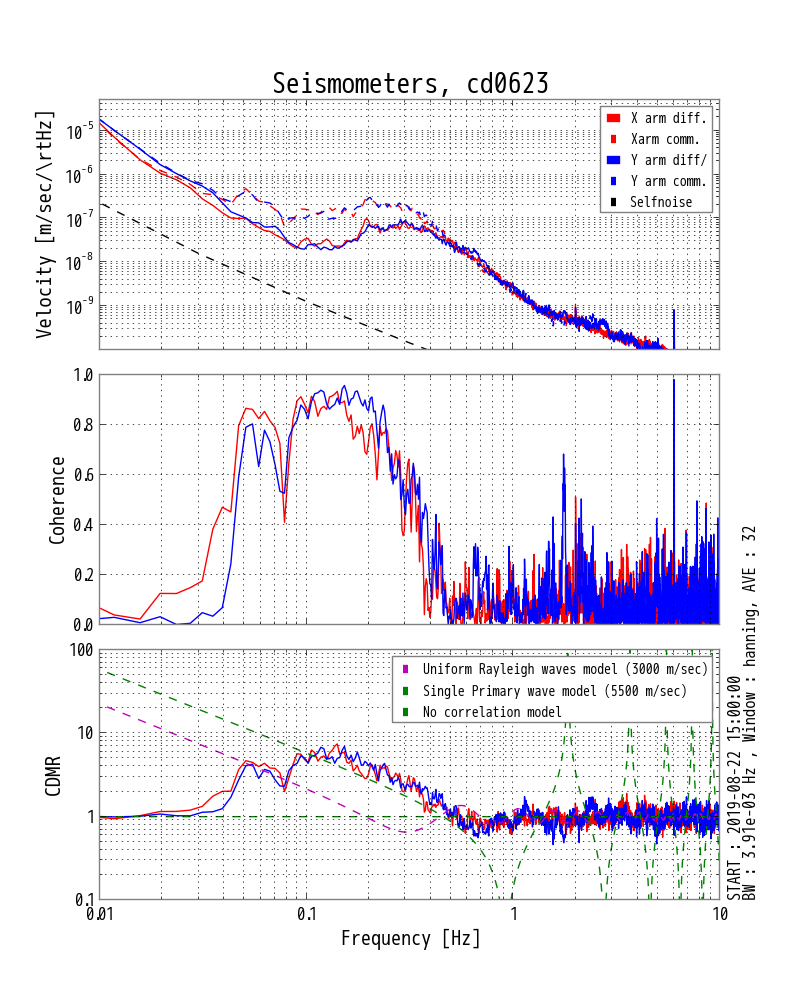 Seismometers, cd0623
Velocity [m/sec/\rtHz]
10^-5
10^-6
10^-7
10^-8
10^-9
X arm diff.
Xarm comm.
Y arm diff/
Y arm comm.
Selfnoise
Coherence
1.0
0.8
0.6
0.4
0.2
0.0
CDMR
100
10
1
0.1
Uniform Rayleigh waves model (3000 m/sec)
Single Primary wave model (5500 m/sec)
No correlation model
0.01
0.1
1
10
Frequency [Hz]
START : 2019-08-22 15:00:00
BW : 3.91e-03 Hz , Window : hanning, AVE : 32